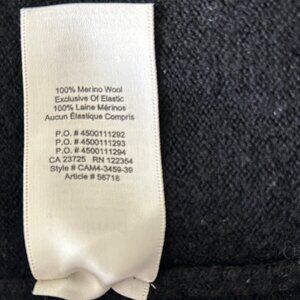 100% Merino Wool
Exclusive Of Elastic
100% Laine Mérinos
Aucun Élastique Compris
P.O. # 4500111292
P.O. # 4500111293
P.O. # 4500111294
CA 23725 RN 122354
Style # CAM4-3459-39
Article # 56718